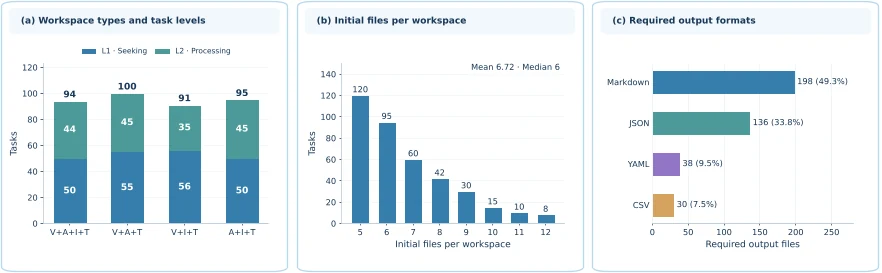 (a) Workspace types and task levels
L1 · Seeking L2 · Processing
120
100
80
60
40
20
0
Tasks
94
100
91
95
44
45
35
45
50
55
56
50
V+A+I+T V+A+T V+I+T A+I+T
(b) Initial files per workspace
Mean 6.72 · Median 6
140
120
100
80
60
40
20
0
Tasks
120
95
60
42
30
15
10
8
5 6 7 8 9 10 11 12
Initial files per workspace
(c) Required output formats
Markdown 198 (49.3%)
JSON 136 (33.8%)
YAML 38 (9.5%)
CSV 30 (7.5%)
0 50 100 150 200 250
Required output files